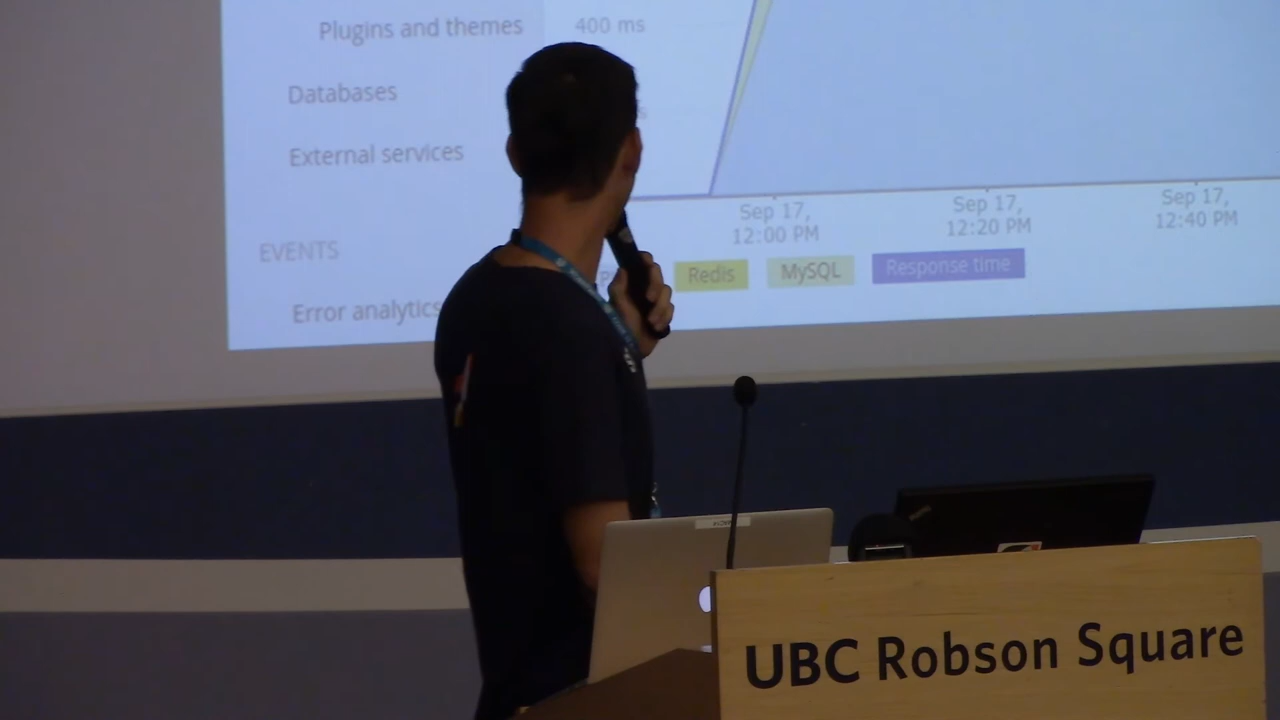 Plugins and themes
400 ms
Databases
External services
Sep 17,
12:00 PM
Sep 17,
12:20 PM
Sep 17,
12:40 PM
EVENTS
Redis
MySQL
Response time
Error analytics
UBC Robson Square